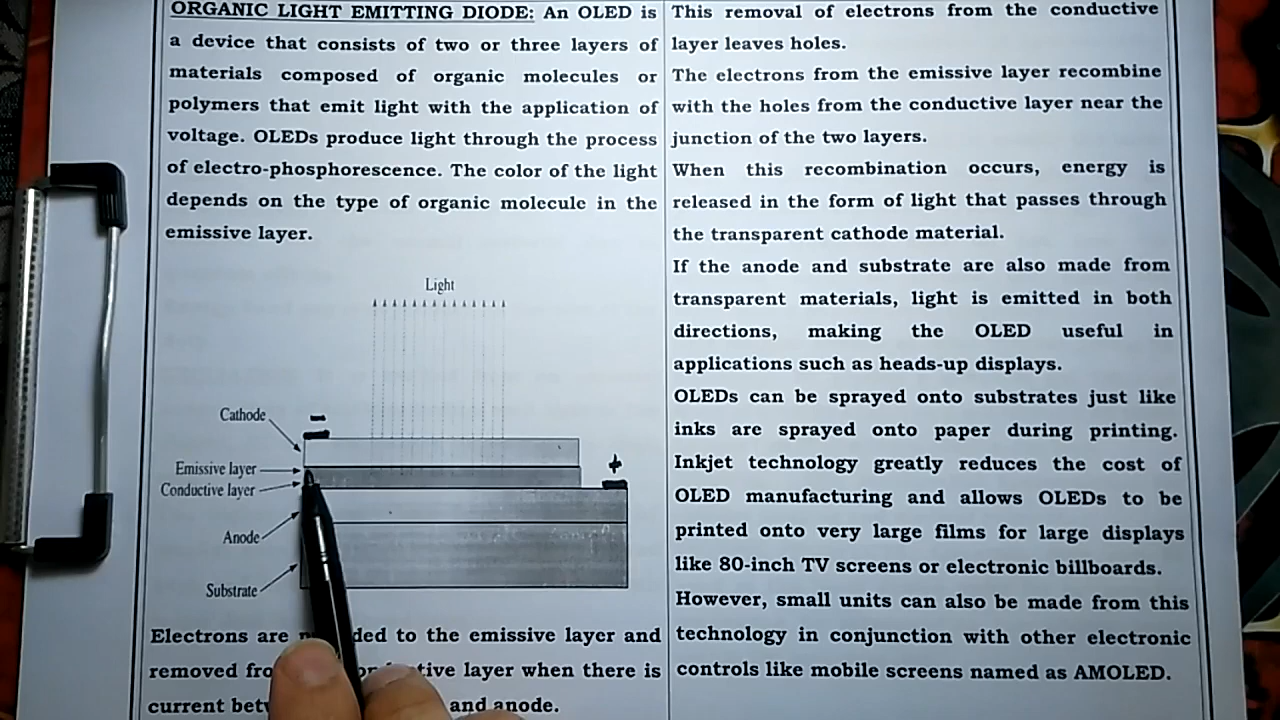 ORGANIC LIGHT EMITTING DIODE: An OLED is
a device that consists of two or three layers of
materials composed of organic molecules or
polymers that emit light with the application of
voltage. OLEDs produce light through the process
of electro-phosphorescence. The color of the light
depends on the type of organic molecule in the
emissive layer.
Light
Cathode
−
Emissive layer
+
Conductive layer
Anode
Substrate
Electrons are to the emissive layer and
removed layer when there is
current and anode.
This removal of electrons from the conductive
layer leaves holes.
The electrons from the emissive layer recombine
with the holes from the conductive layer near the
junction of the two layers.
When this recombination occurs, energy is
released in the form of light that passes through
the transparent cathode material.
If the anode and substrate are also made from
transparent materials, light is emitted in both
directions, making the OLED useful in
applications such as heads-up displays.
OLEDs can be sprayed onto substrates just like
inks are sprayed onto paper during printing.
Inkjet technology greatly reduces the cost of
OLED manufacturing and allows OLEDs to be
printed onto very large films for large displays
like 80-inch TV screens or electronic billboards.
However, small units can also be made from this
technology in conjunction with other electronic
controls like mobile screens named as AMOLED.